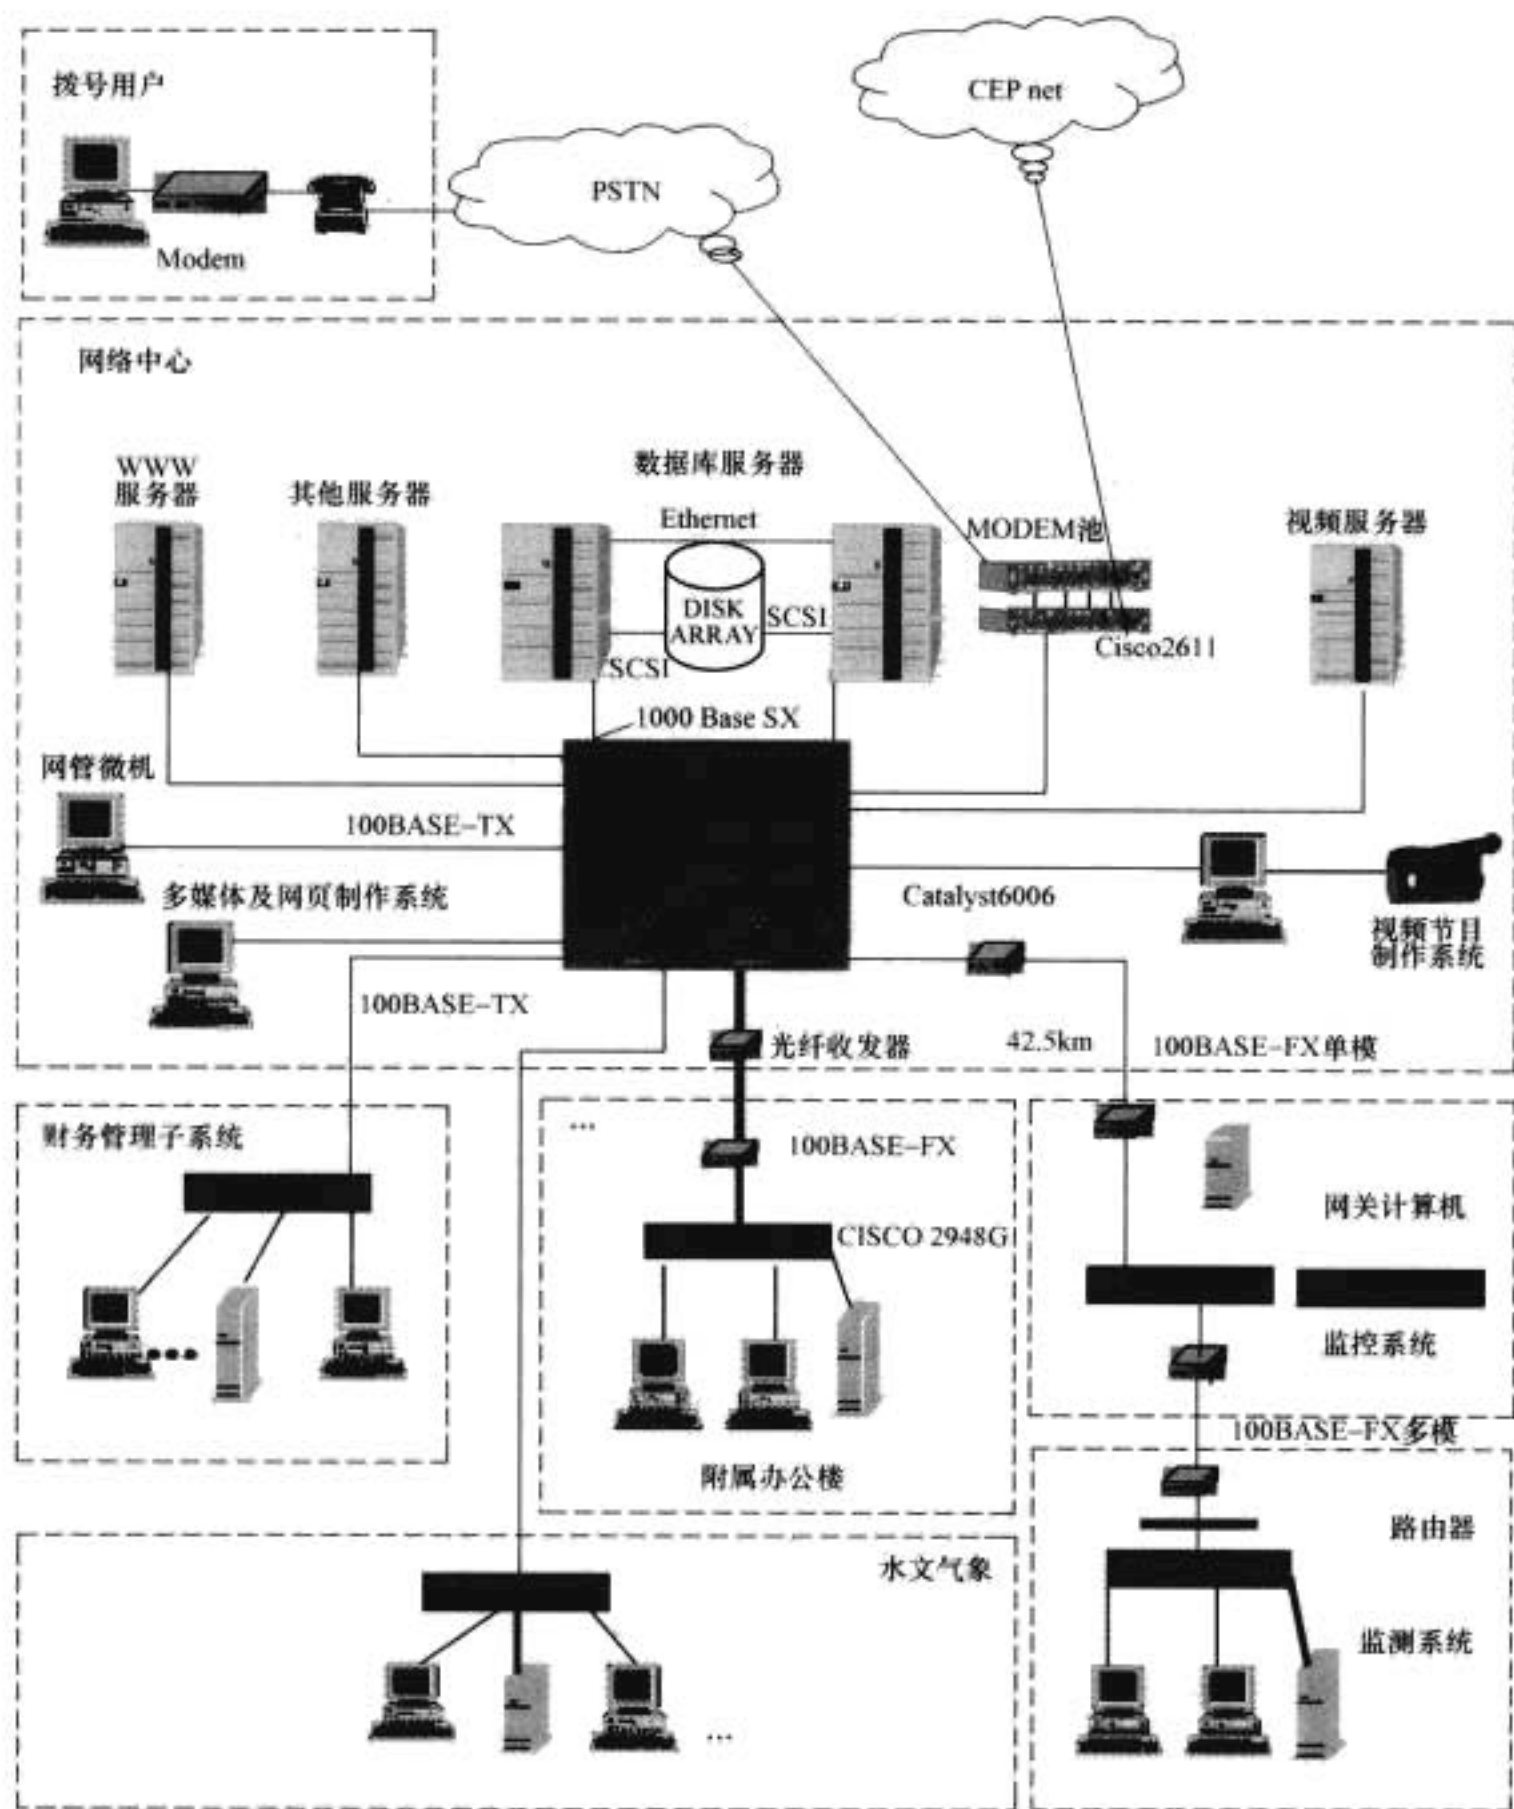 拨号用户
Modem
PSTN
CEP net
网络中心
WWW
服务器
其他服务器
数据库服务器
Ethernet
DISK
ARRAY
SCSI
SCSI
MODEM池
Cisco2611
视频服务器
1000 Base SX
网管微机
100BASE-TX
多媒体及网页制作系统
Catalyst6006
视频节目
制作系统
100BASE-TX
光纤收发器
42.5km
100BASE-FX单模
财务管理子系统
...
100BASE-FX
CISCO 2948G
附属办公楼
网关计算机
监控系统
100BASE-FX多模
水文气象
...
路由器
监测系统